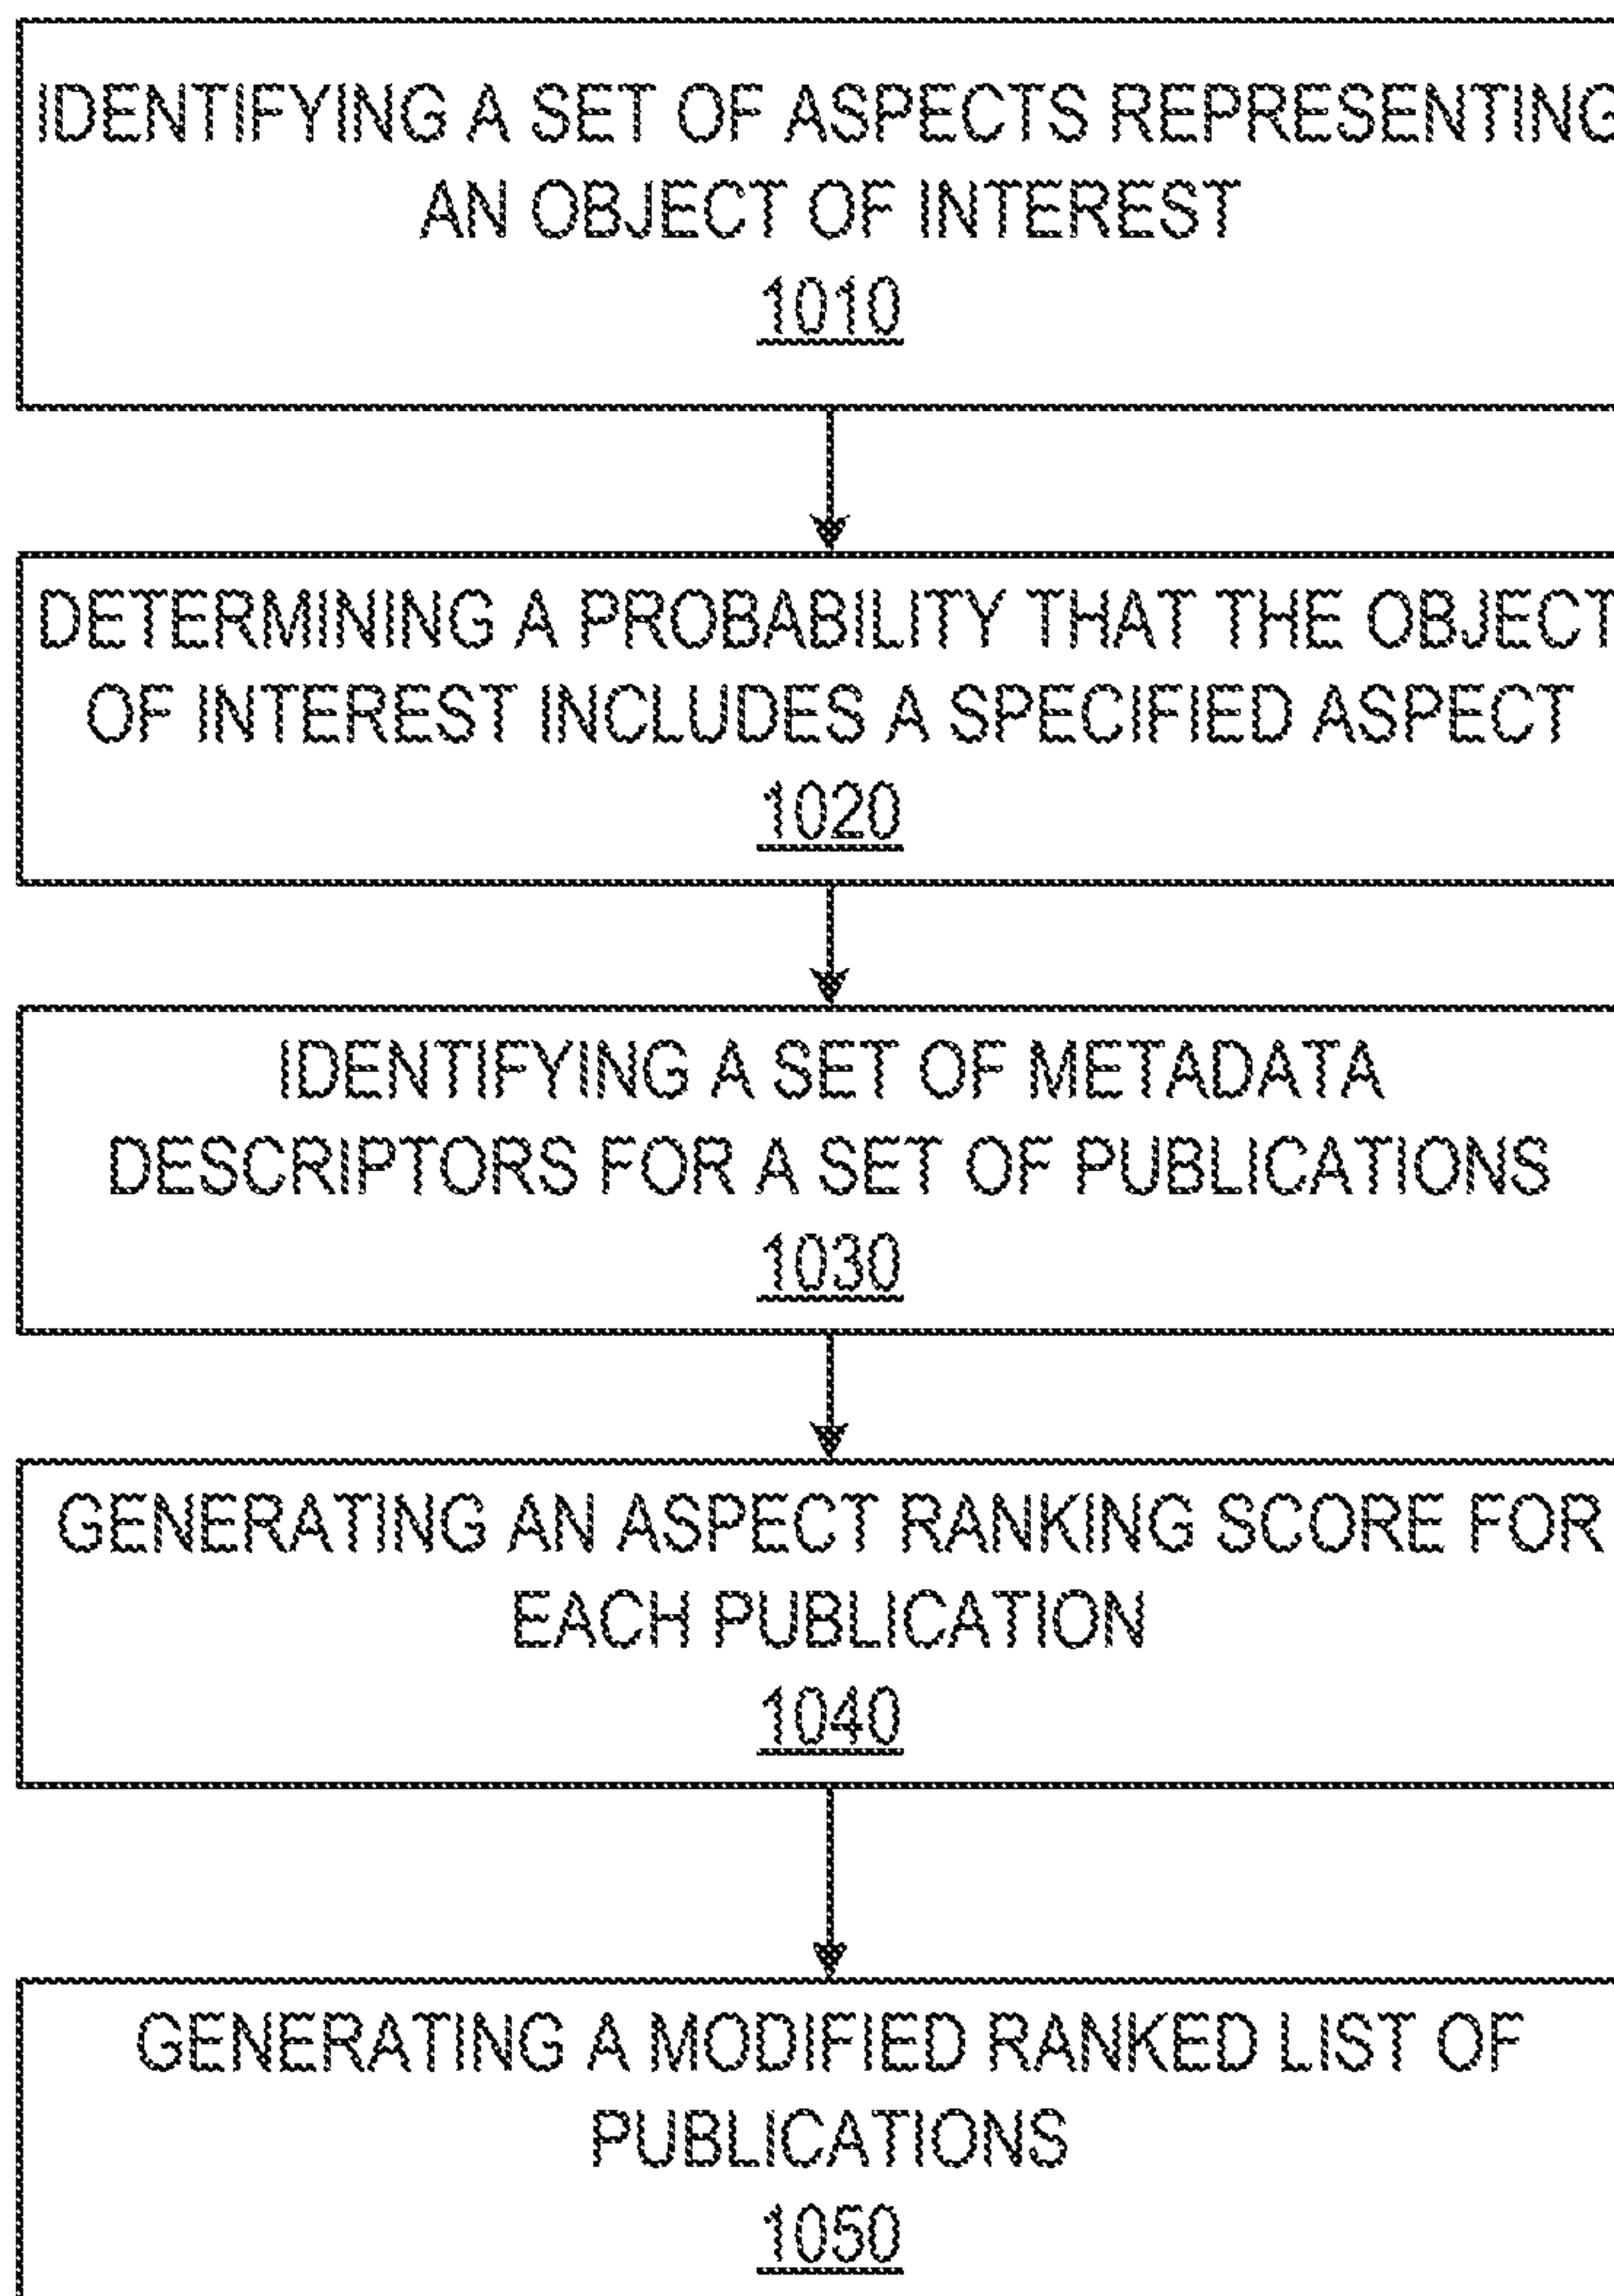 IDENTIFYING A SET OF ASPECTS REPRESENTING
AN OBJECT OF INTEREST
1010
DETERMINING A PROBABILITY THAT THE OBJECT
OF INTEREST INCLUDES A SPECIFIED ASPECT
1020
IDENTIFYING A SET OF METADATA
DESCRIPTORS FOR A SET OF PUBLICATIONS
1030
GENERATING AN ASPECT RANKING SCORE FOR
EACH PUBLICATION
1040
GENERATING A MODIFIED RANKED LIST OF
PUBLICATIONS
1050